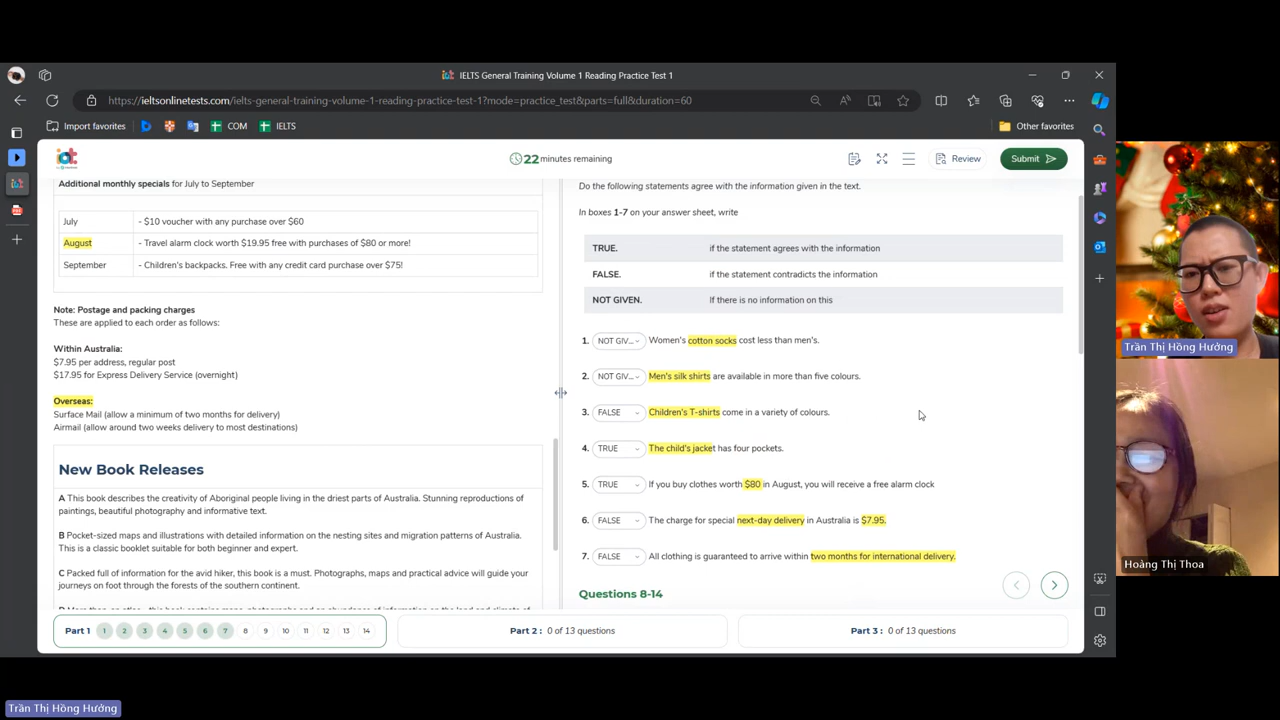 IELTS General Training Volume 1 Reading Practice Test 1
https://ieltsonlinetests.com/ielts-general-training-volume-1-reading-practice-test-1?mode=practice_test&parts=full&duration=60
Import favorites
COM
IELTS
Other favorites
iot
22 minutes remaining
Review
Submit
Additional monthly specials for July to September
July - $10 voucher with any purchase over $60
August - Travel alarm clock worth $19.95 free with purchases of $80 or more!
September - Children's backpacks. Free with any credit card purchase over $75!
Note: Postage and packing charges
These are applied to each order as follows:
Within Australia:
$7.95 per address, regular post
$17.95 for Express Delivery Service (overnight)
Overseas:
Surface Mail (allow a minimum of two months for delivery)
Airmail (allow around two weeks delivery to most destinations)
New Book Releases
A This book describes the creativity of Aboriginal people living in the driest parts of Australia. Stunning reproductions of
paintings, beautiful photography and informative text.
B Pocket-sized maps and illustrations with detailed information on the nesting sites and migration patterns of Australia.
This is a classic booklet suitable for both beginner and expert.
C Packed full of information for the avid hiker, this book is a must. Photographs, maps and practical advice will guide your
journeys on foot through the forests of the southern continent.
Do the following statements agree with the information given in the text.
In boxes 1-7 on your answer sheet, write
TRUE. if the statement agrees with the information
FALSE. if the statement contradicts the information
NOT GIVEN. If there is no information on this
1. NOT GIV... Women's cotton socks cost less than men's.
2. NOT GIV... Men's silk shirts are available in more than five colours.
3. FALSE Children's T-shirts come in a variety of colours.
4. TRUE The child's jacket has four pockets.
5. TRUE If you buy clothes worth $80 in August, you will receive a free alarm clock
6. FALSE The charge for special next-day delivery in Australia is $7.95.
7. FALSE All clothing is guaranteed to arrive within two months for international delivery.
Questions 8-14
Part 1 1 2 3 4 5 6 7 8 9 10 11 12 13 14
Part 2 : 0 of 13 questions
Part 3 : 0 of 13 questions
Trần Thị Hồng Hưởng
Hoàng Thị Thoa
Trần Thị Hồng Hưởng